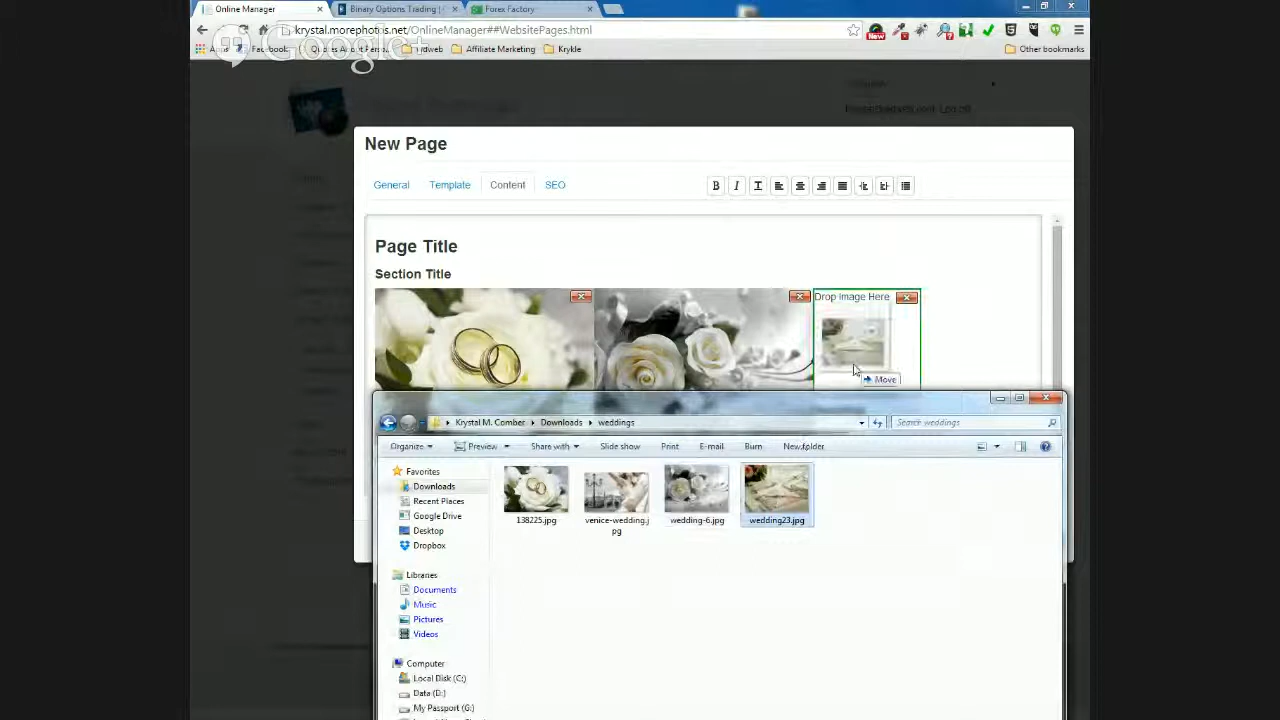 Online Manager
Binary Options Trading |
Forex Factory
krystal.morephotos.net/OnlineManager##WebsitePages.html
Google+
Facebook
Affiliate Marketing
Krykle
Other bookmarks
New
New Page
General
Template
Content
SEO
B I T
Page Title
Section Title
Drop Image Here
Move
Krystal M. Comber
Downloads
weddings
Search weddings
Organize
Preview
Share with
Slide show
Print
E-mail
Burn
New folder
Favorites
Downloads
Recent Places
Google Drive
Desktop
Dropbox
Libraries
Documents
Music
Pictures
Videos
Computer
Local Disk (C:)
Data (D:)
My Passport (G:)
138225.jpg
venice-wedding.j
pg
wedding-6.jpg
wedding23.jpg